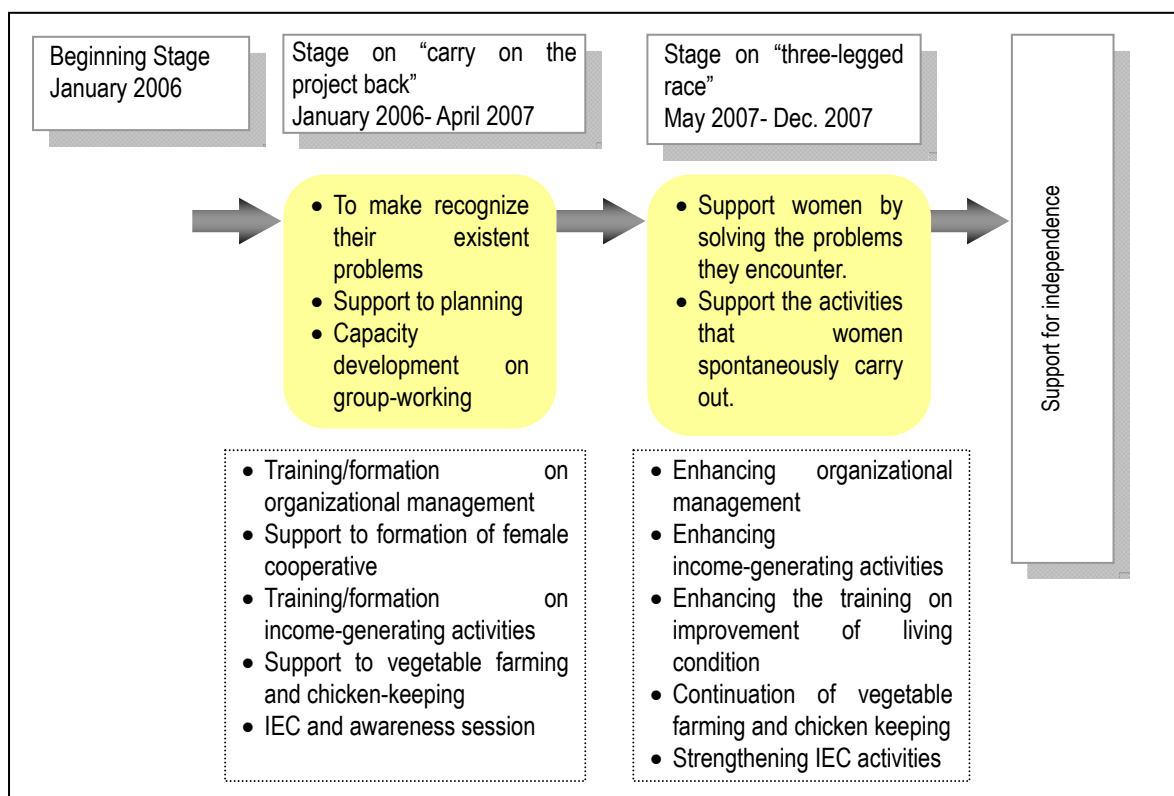 Beginning Stage
January 2006
Stage on “carry on the
project back”
January 2006- April 2007
Stage on “three-legged
race”
May 2007- Dec. 2007
• To make recognize
their existent
problems
• Support to planning
• Capacity
development on
group-working
• Support women by
solving the problems
they encounter.
• Support the activities
that women
spontaneously carry
out.
Support for independence
• Training/formation on
organizational management
• Support to formation of female
cooperative
• Training/formation on
income-generating activities
• Support to vegetable farming
and chicken-keeping
• IEC and awareness session
• Enhancing organizational
management
• Enhancing
income-generating activities
• Enhancing the training on
improvement of living
condition
• Continuation of vegetable
farming and chicken keeping
• Strengthening IEC activities